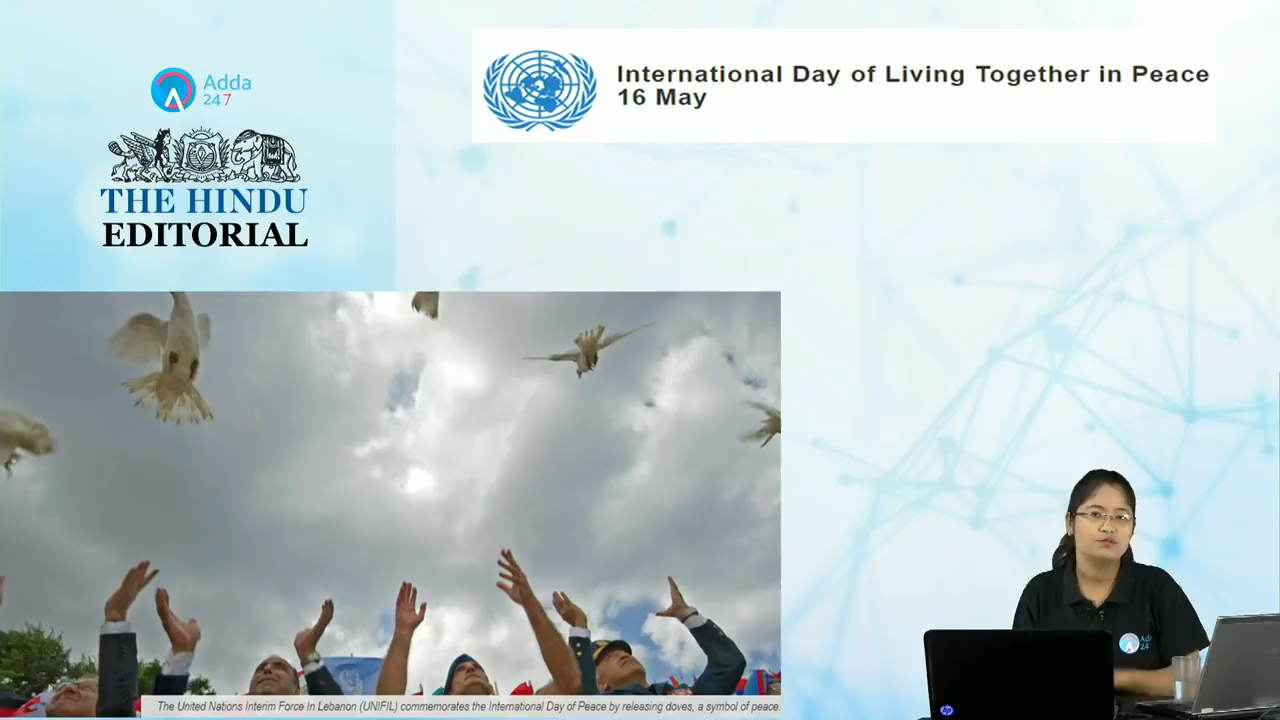 Adda
247
THE HINDU
EDITORIAL
International Day of Living Together in Peace
16 May
The United Nations Interim Force In Lebanon (UNIFIL) commemorates the International Day of Peace by releasing doves, a symbol of peace.
hp